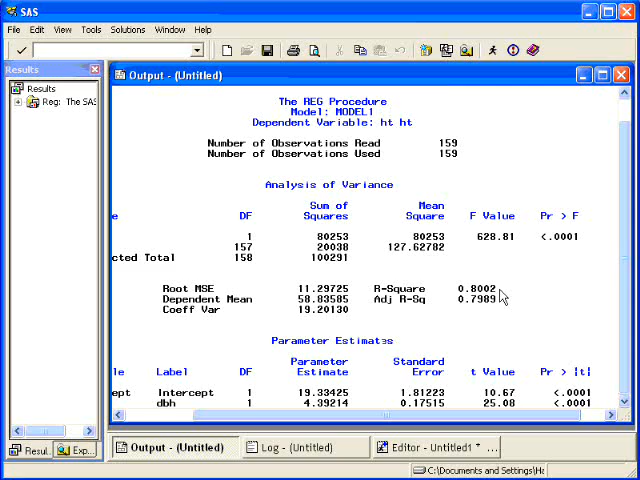 SAS
File Edit View Tools Solutions Window Help
Results
Output - (Untitled)
Results
Reg: The SAS
The REG Procedure
Model: MODEL1
Dependent Variable: ht ht
Number of Observations Read 159
Number of Observations Used 159
Analysis of Variance
Sum of Mean
e DF Squares Square F Value Pr > F
1 80253 80253 628.81 <.0001
157 20038 127.62782
cted Total 158 100291
Root MSE 11.29725 R-Square 0.8002
Dependent Mean 58.83585 Adj R-Sq 0.7989
Coeff Var 19.20130
Parameter Estimates
Parameter Standard
le Label DF Estimate Error t Value Pr > |t|
ept Intercept 1 19.33425 1.81223 10.67 <.0001
dbh 1 4.39214 0.17515 25.08 <.0001
Resul... Exp... Output - (Untitled) Log - (Untitled) Editor - Untitled1 * ...
C:\Documents and Settings\Ha